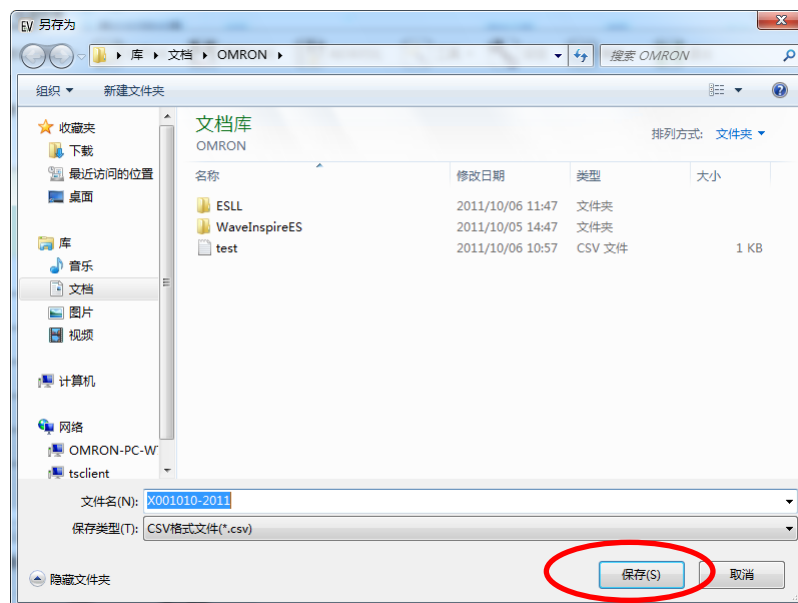 EV 另存为
库 文档 OMRON
搜索 OMRON
组织 新建文件夹
收藏夹
下载
最近访问的位置
桌面
库
音乐
文档
图片
视频
计算机
网络
OMRON-PC-W
tsclient
文档库
OMRON
排列方式: 文件夹
名称 修改日期 类型 大小
ESLL 2011/10/06 11:47 文件夹
WaveInspireES 2011/10/05 14:47 文件夹
test 2011/10/06 10:57 CSV 文件 1 KB
文件名(N): X001010-2011
保存类型(T): CSV格式文件(*.csv)
隐藏文件夹
保存(S) 取消